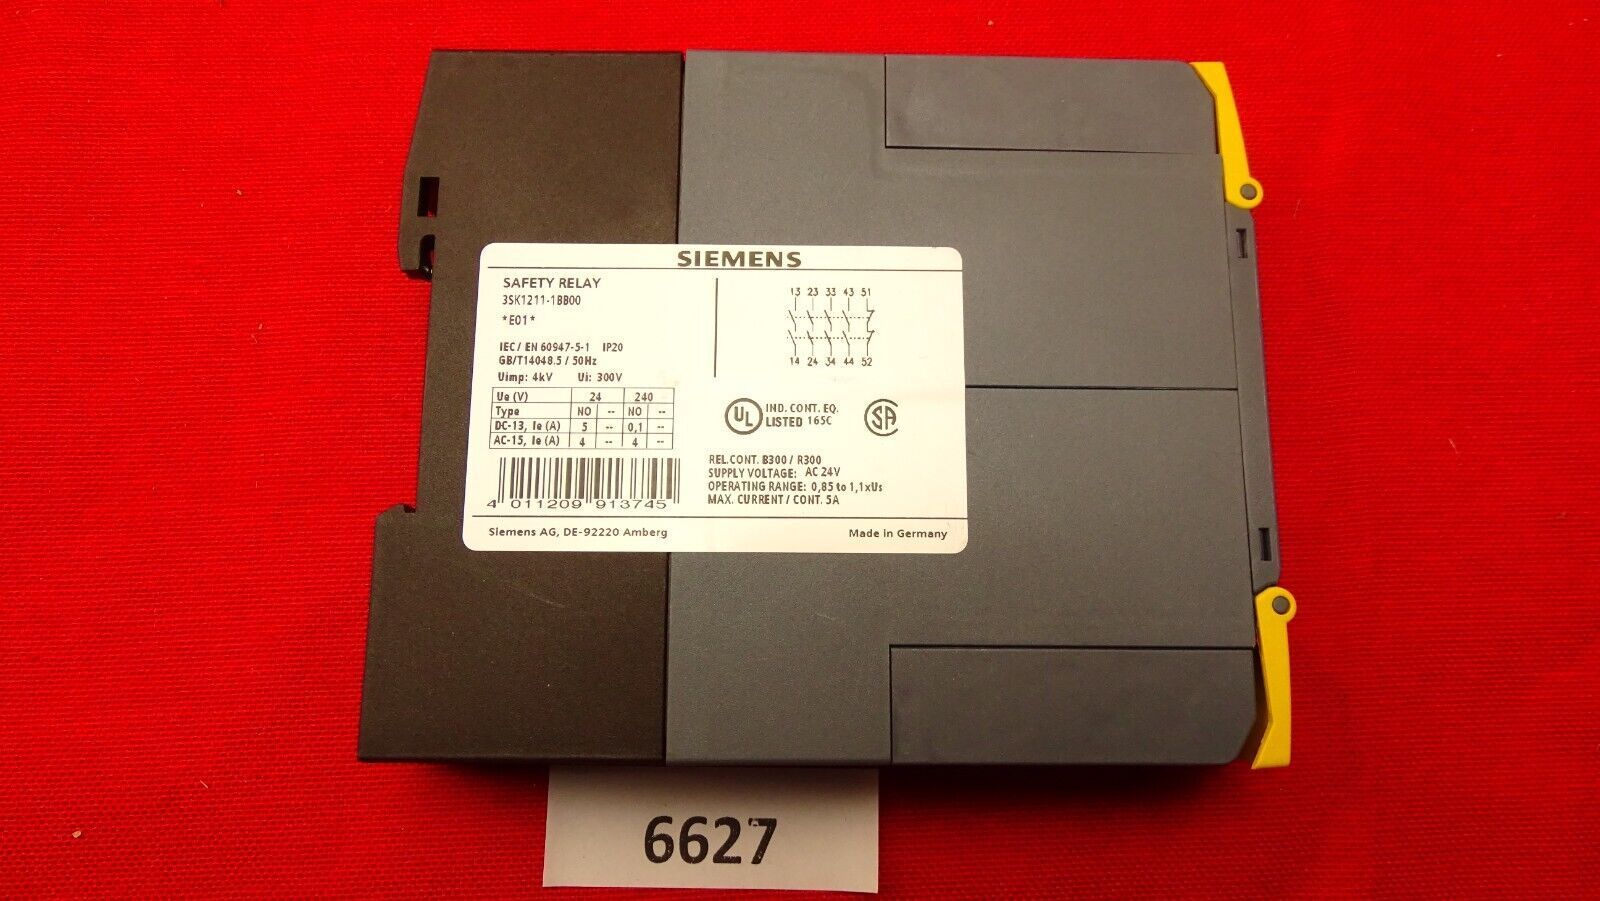 SIEMENS
SAFETY RELAY
3SK1211-1BB00
*E01*
IEC / EN 60947-5-1 IP20
GB/T14048.5 / 50Hz
Uimp: 4kV Ui: 300V
Ue (V) 24 240
Type NO -- NO --
DC-13, Ie (A) 5 -- 0,1 --
AC-15, Ie (A) 4 -- 4 --
4 011209 913745
13 23 33 43 51
14 24 34 44 52
UL IND. CONT. EQ.
LISTED 165C
SA
REL.CONT. B300 / R300
SUPPLY VOLTAGE: AC 24V
OPERATING RANGE: 0,85 to 1,1xUs
MAX. CURRENT / CONT. 5A
Siemens AG, DE-92220 Amberg
Made in Germany
6627